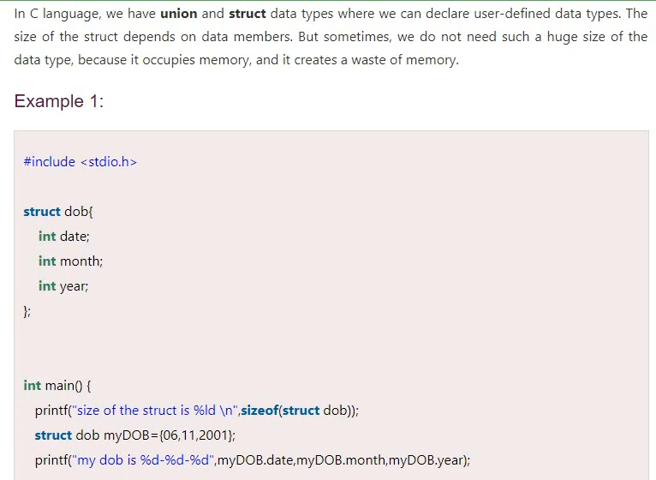 In C language, we have union and struct data types where we can declare user-defined data types. The
size of the struct depends on data members. But sometimes, we do not need such a huge size of the
data type, because it occupies memory, and it creates a waste of memory.
Example 1:
#include <stdio.h>
struct dob{
int date;
int month;
int year;
};
int main() {
printf("size of the struct is %ld \n",sizeof(struct dob));
struct dob myDOB={06,11,2001};
printf("my dob is %d-%d-%d",myDOB.date,myDOB.month,myDOB.year);